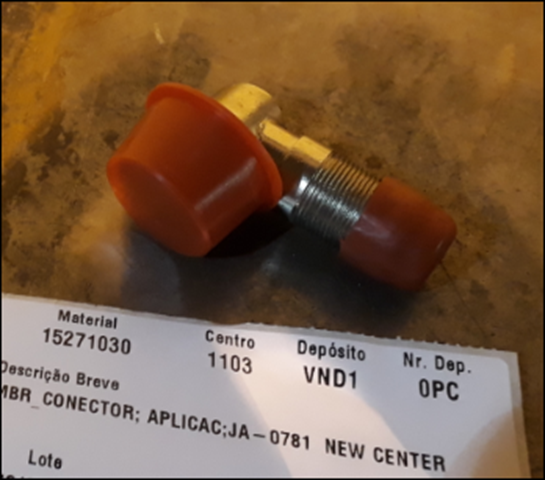 Material Centro Depósito Nr. Dep.
15271030 1103 VND1 0PC
Descrição Breve
MBR_CONECTOR; APLICAC;JA-0781 NEW CENTER
Lote